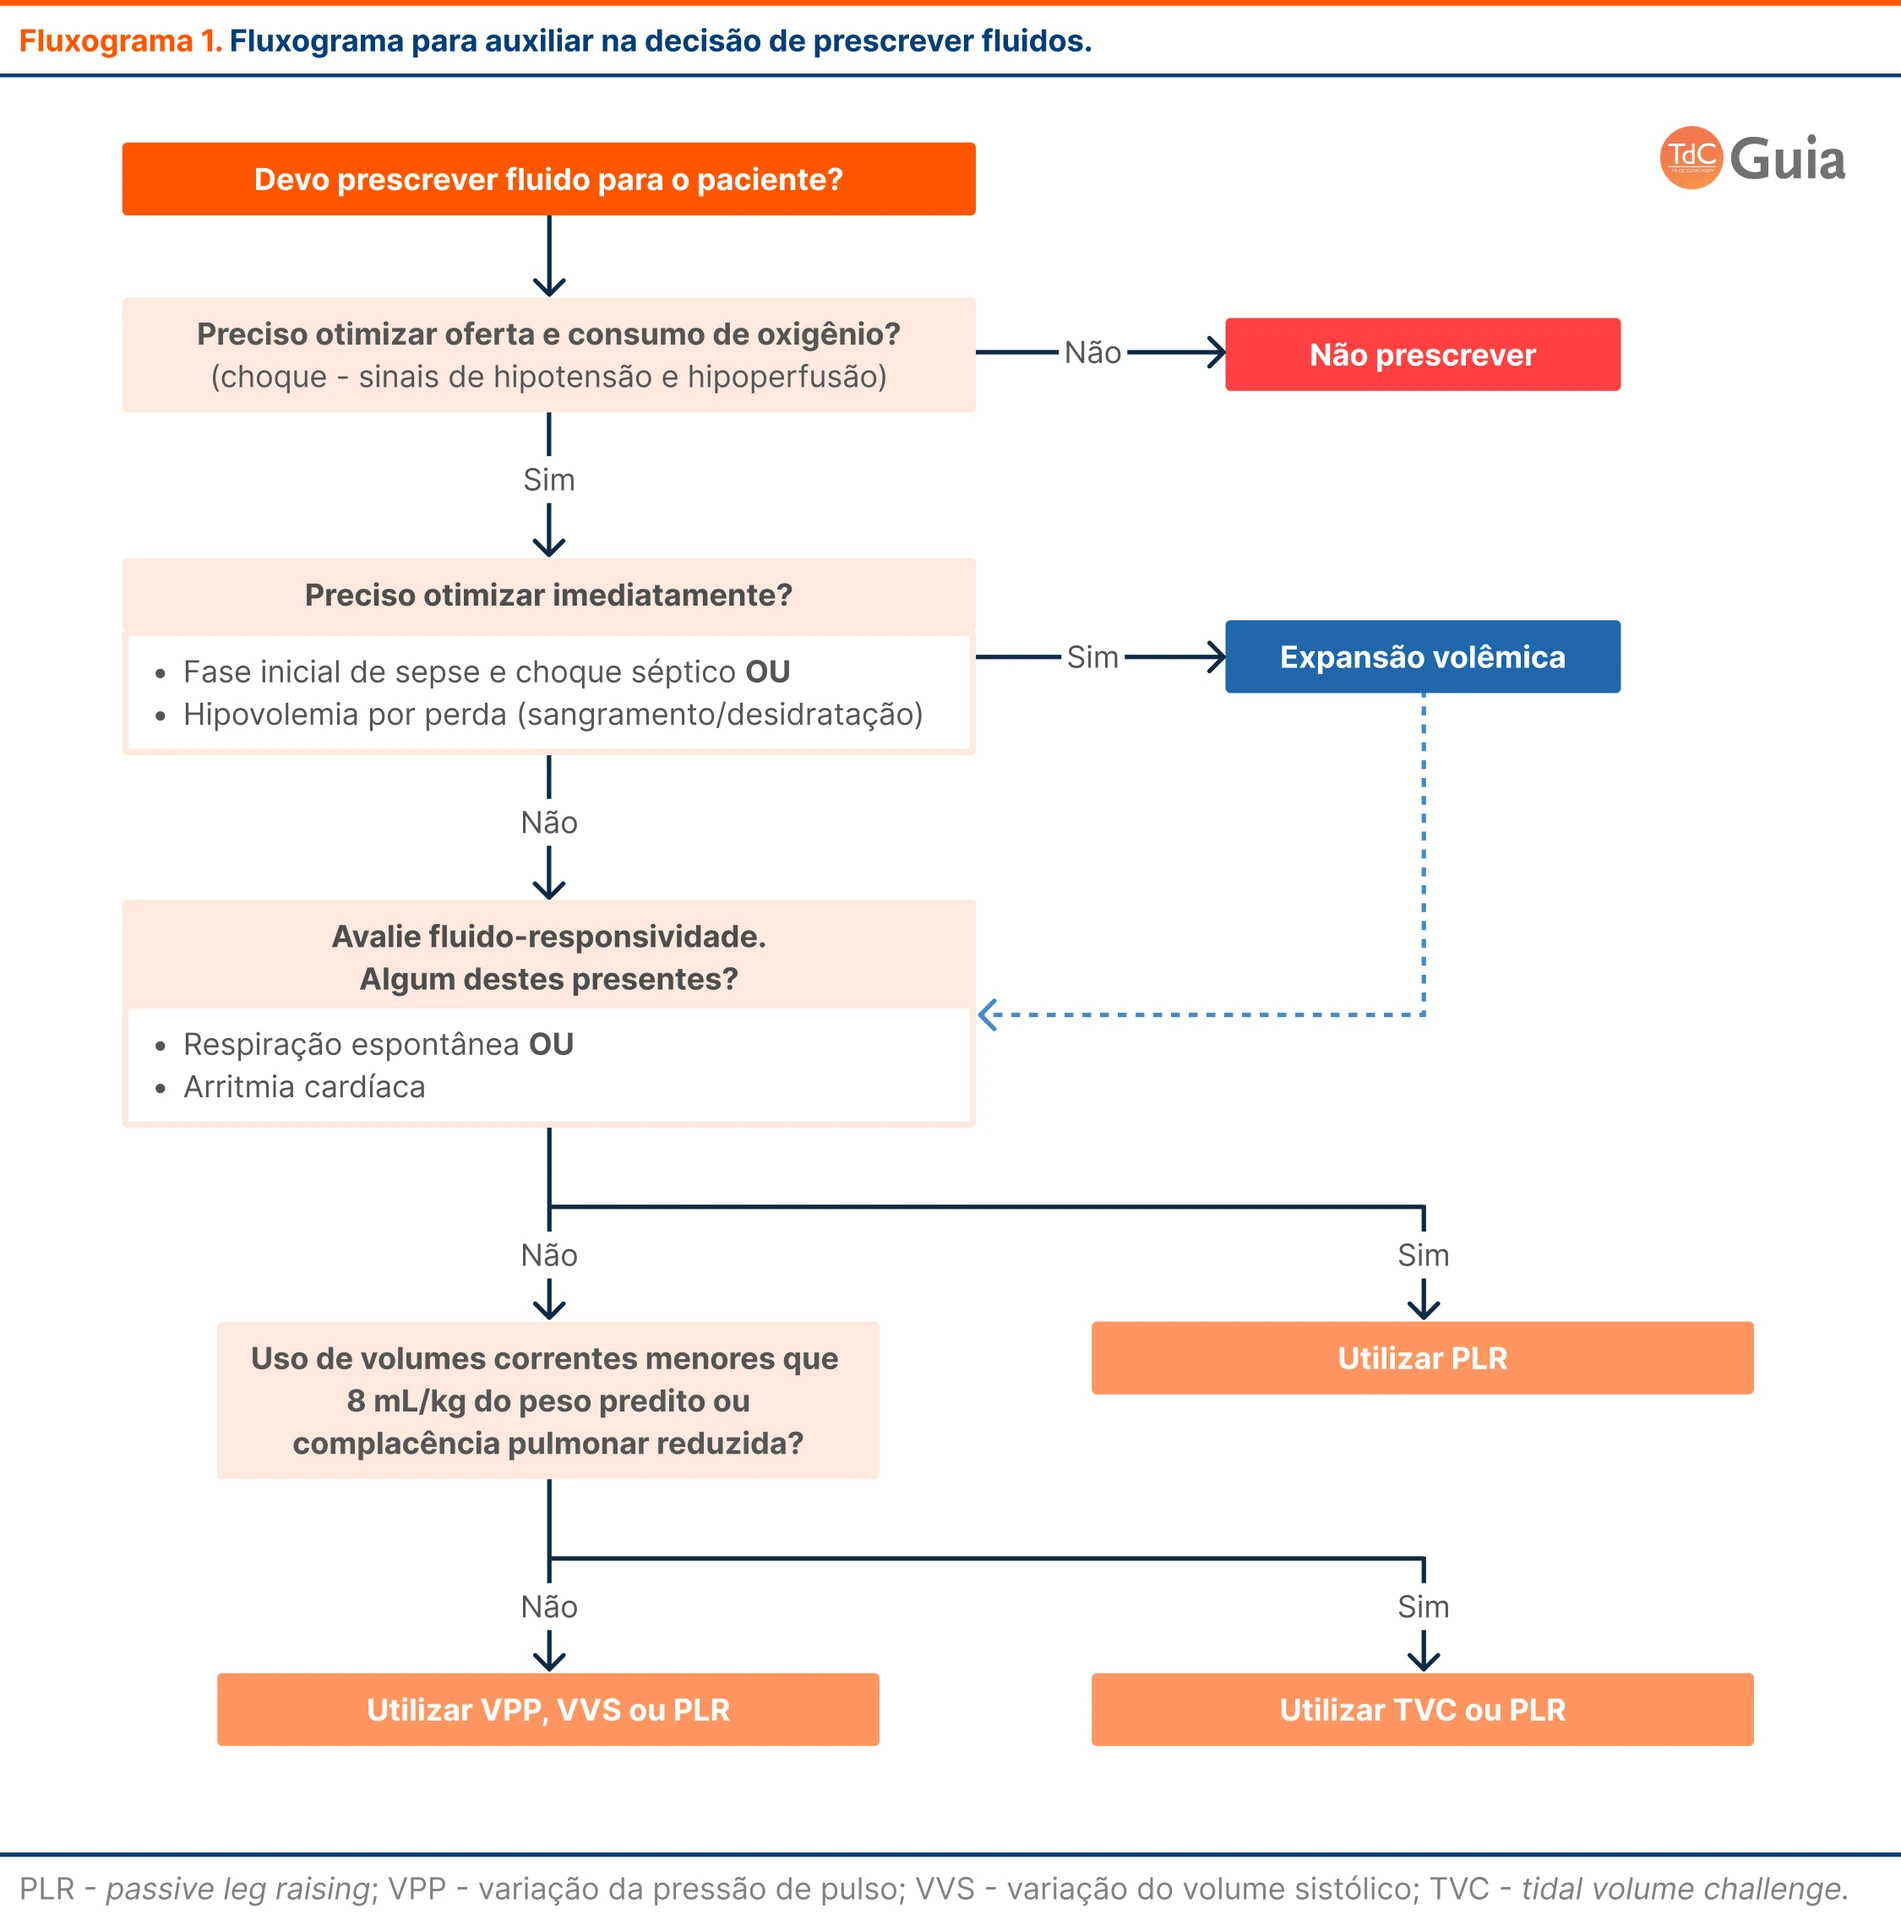 Fluxograma 1. Fluxograma para auxiliar na decisão de prescrever fluidos.
TdC Guia
Devo prescrever fluido para o paciente?
Preciso otimizar oferta e consumo de oxigênio?
(choque - sinais de hipotensão e hipoperfusão)
Não
Não prescrever
Sim
Preciso otimizar imediatamente?
• Fase inicial de sepse e choque séptico OU
• Hipovolemia por perda (sangramento/desidratação)
Sim
Expansão volêmica
Não
Avalie fluido-responsividade.
Algum destes presentes?
• Respiração espontânea OU
• Arritmia cardíaca
Não
Sim
Uso de volumes correntes menores que
8 mL/kg do peso predito ou
complacência pulmonar reduzida?
Utilizar PLR
Não
Sim
Utilizar VPP, VVS ou PLR
Utilizar TVC ou PLR
PLR - passive leg raising; VPP - variação da pressão de pulso; VVS - variação do volume sistólico; TVC - tidal volume challenge.